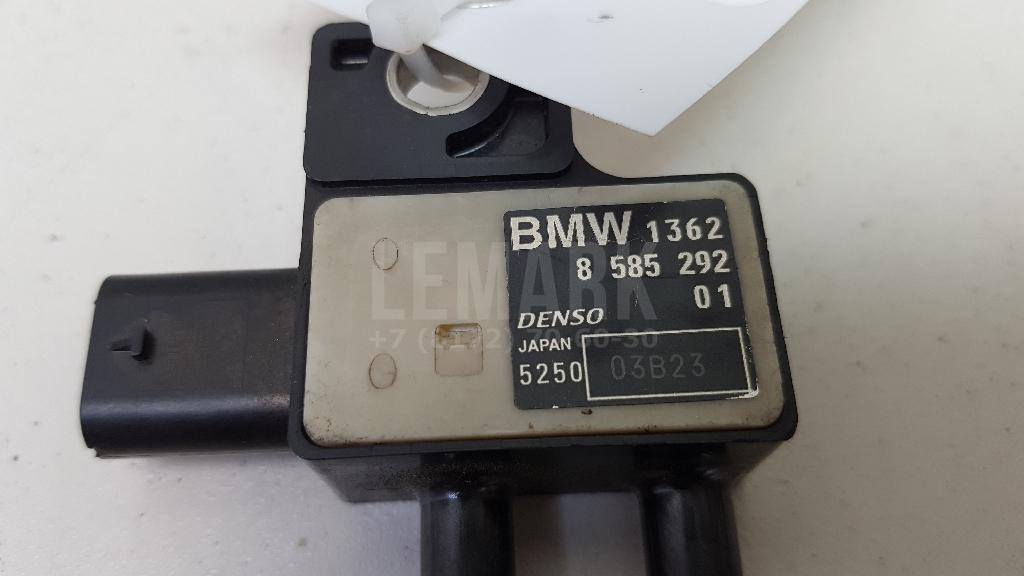 BMW 1362
8 585 292
01
DENSO
JAPAN
5250 03B23
LEMARK